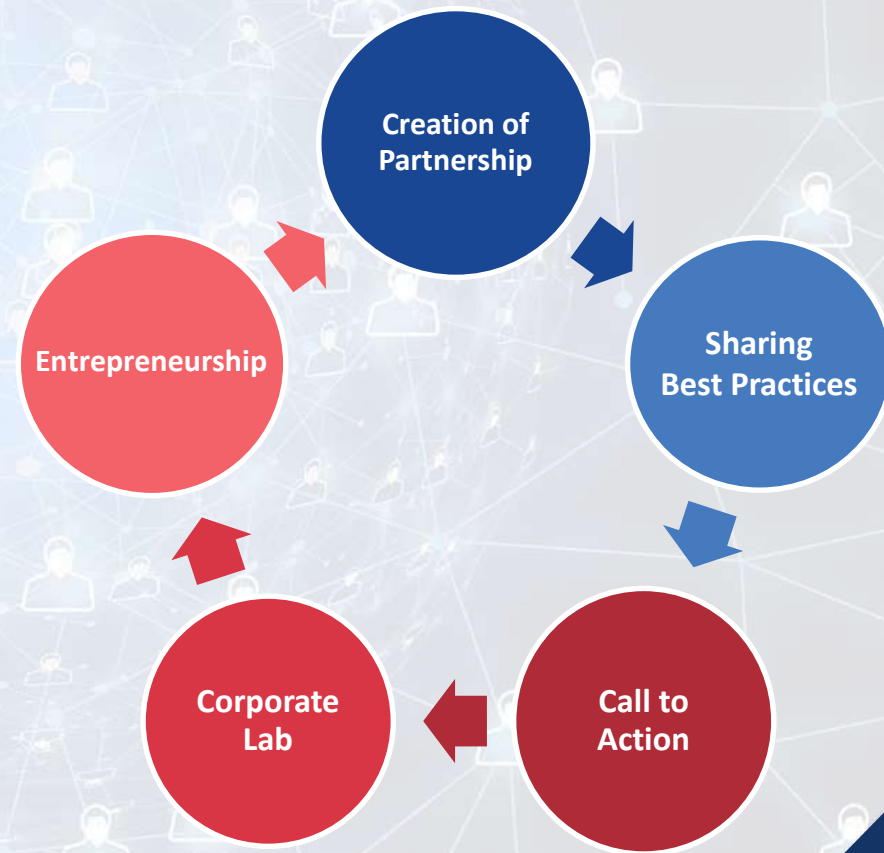 Creation of
Partnership
Sharing
Best Practices
Call to
Action
Corporate
Lab
Entrepreneurship